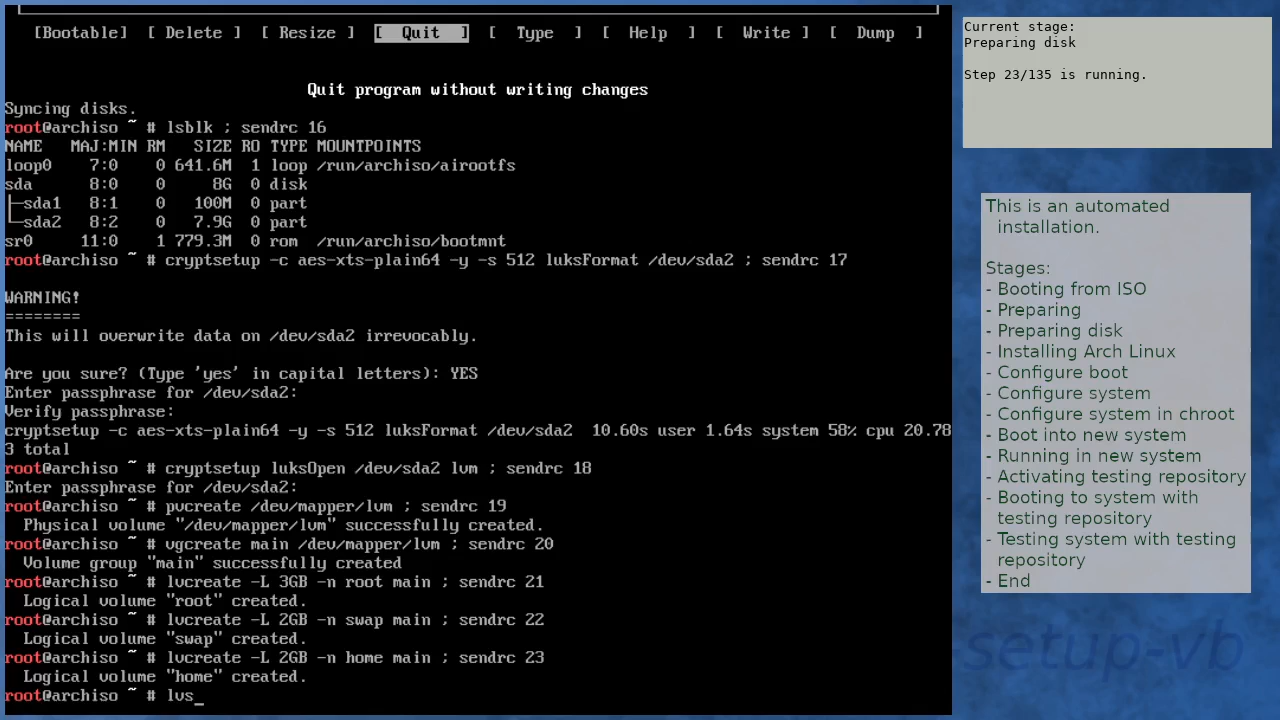 [Bootable] [ Delete ] [ Resize ] [ Quit ] [ Type ] [ Help ] [ Write ] [ Dump ]
Quit program without writing changes
Syncing disks.
root@archiso ~ # lsblk ; sendrc 16
NAME MAJ:MIN RM SIZE RO TYPE MOUNTPOINTS
loop0 7:0 0 641.6M 1 loop /run/archiso/airootfs
sda 8:0 0 8G 0 disk
├─sda1 8:1 0 100M 0 part
└─sda2 8:2 0 7.9G 0 part
sr0 11:0 1 779.3M 0 rom /run/archiso/bootmnt
root@archiso ~ # cryptsetup -c aes-xts-plain64 -y -s 512 luksFormat /dev/sda2 ; sendrc 17
WARNING!
========
This will overwrite data on /dev/sda2 irrevocably.
Are you sure? (Type 'yes' in capital letters): YES
Enter passphrase for /dev/sda2:
Verify passphrase:
cryptsetup -c aes-xts-plain64 -y -s 512 luksFormat /dev/sda2 10.60s user 1.64s system 58% cpu 20.78
3 total
root@archiso ~ # cryptsetup luksOpen /dev/sda2 lvm ; sendrc 18
Enter passphrase for /dev/sda2:
root@archiso ~ # pvcreate /dev/mapper/lvm ; sendrc 19
Physical volume "/dev/mapper/lvm" successfully created.
root@archiso ~ # vgcreate main /dev/mapper/lvm ; sendrc 20
Volume group "main" successfully created
root@archiso ~ # lvcreate -L 3GB -n root main ; sendrc 21
Logical volume "root" created.
root@archiso ~ # lvcreate -L 2GB -n swap main ; sendrc 22
Logical volume "swap" created.
root@archiso ~ # lvcreate -L 2GB -n home main ; sendrc 23
Logical volume "home" created.
root@archiso ~ # lvs_
Current stage:
Preparing disk
Step 23/135 is running.
This is an automated
installation.
Stages:
- Booting from ISO
- Preparing
- Preparing disk
- Installing Arch Linux
- Configure boot
- Configure system
- Configure system in chroot
- Boot into new system
- Running in new system
- Activating testing repository
- Booting to system with
testing repository
- Testing system with testing
repository
- End
setup-vb